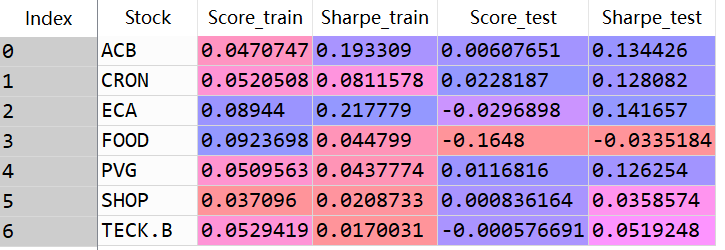 Index Stock Score_train Sharpe_train Score_test Sharpe_test
0 ACB 0.0470747 0.193309 0.00607651 0.134426
1 CRON 0.0520508 0.0811578 0.0228187 0.128082
2 ECA 0.08944 0.217779 -0.0296898 0.141657
3 FOOD 0.0923698 0.044799 -0.1648 -0.0335184
4 PVG 0.0509563 0.0437774 0.0116816 0.126254
5 SHOP 0.037096 0.0208733 0.000836164 0.0358574
6 TECK.B 0.0529419 0.0170031 -0.000576691 0.0519248